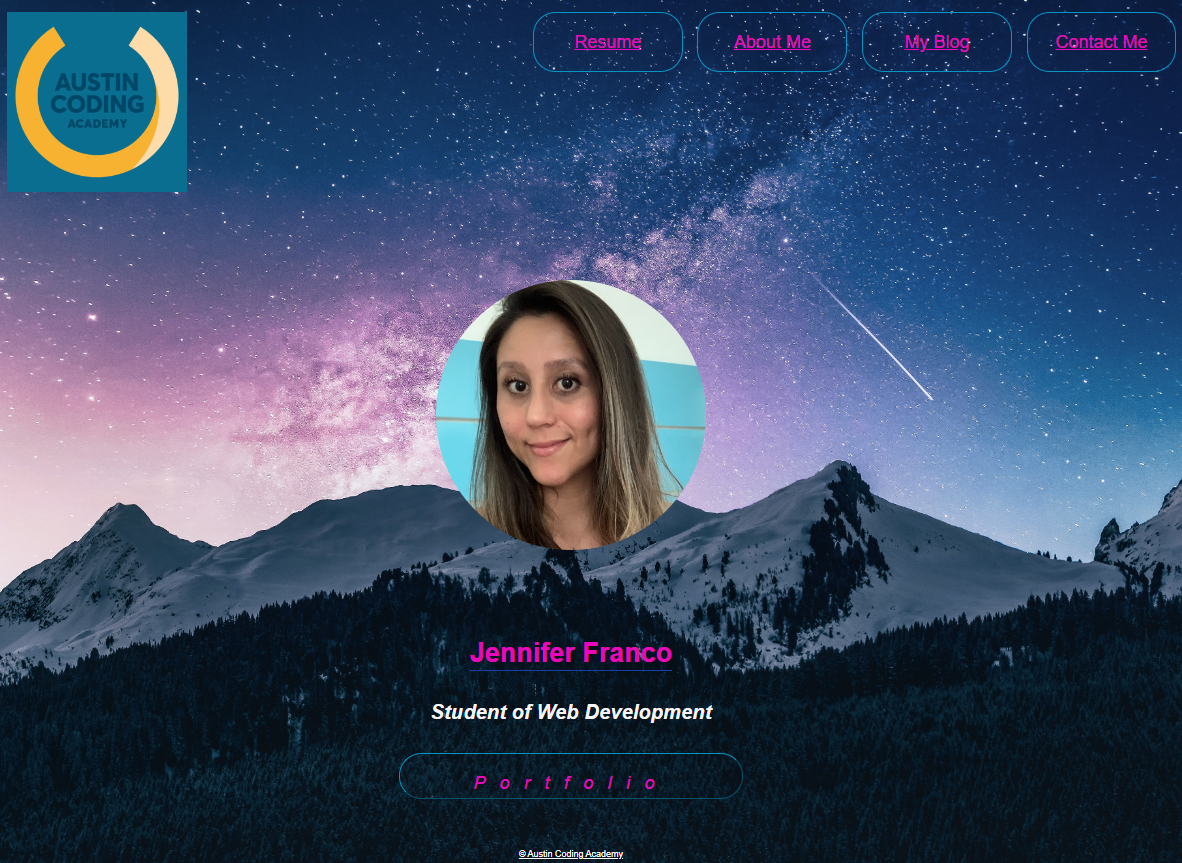 AUSTIN
CODING
ACADEMY
Resume
About Me
My Blog
Contact Me
Jennifer Franco
Student of Web Development
Portfolio
© Austin Coding Academy